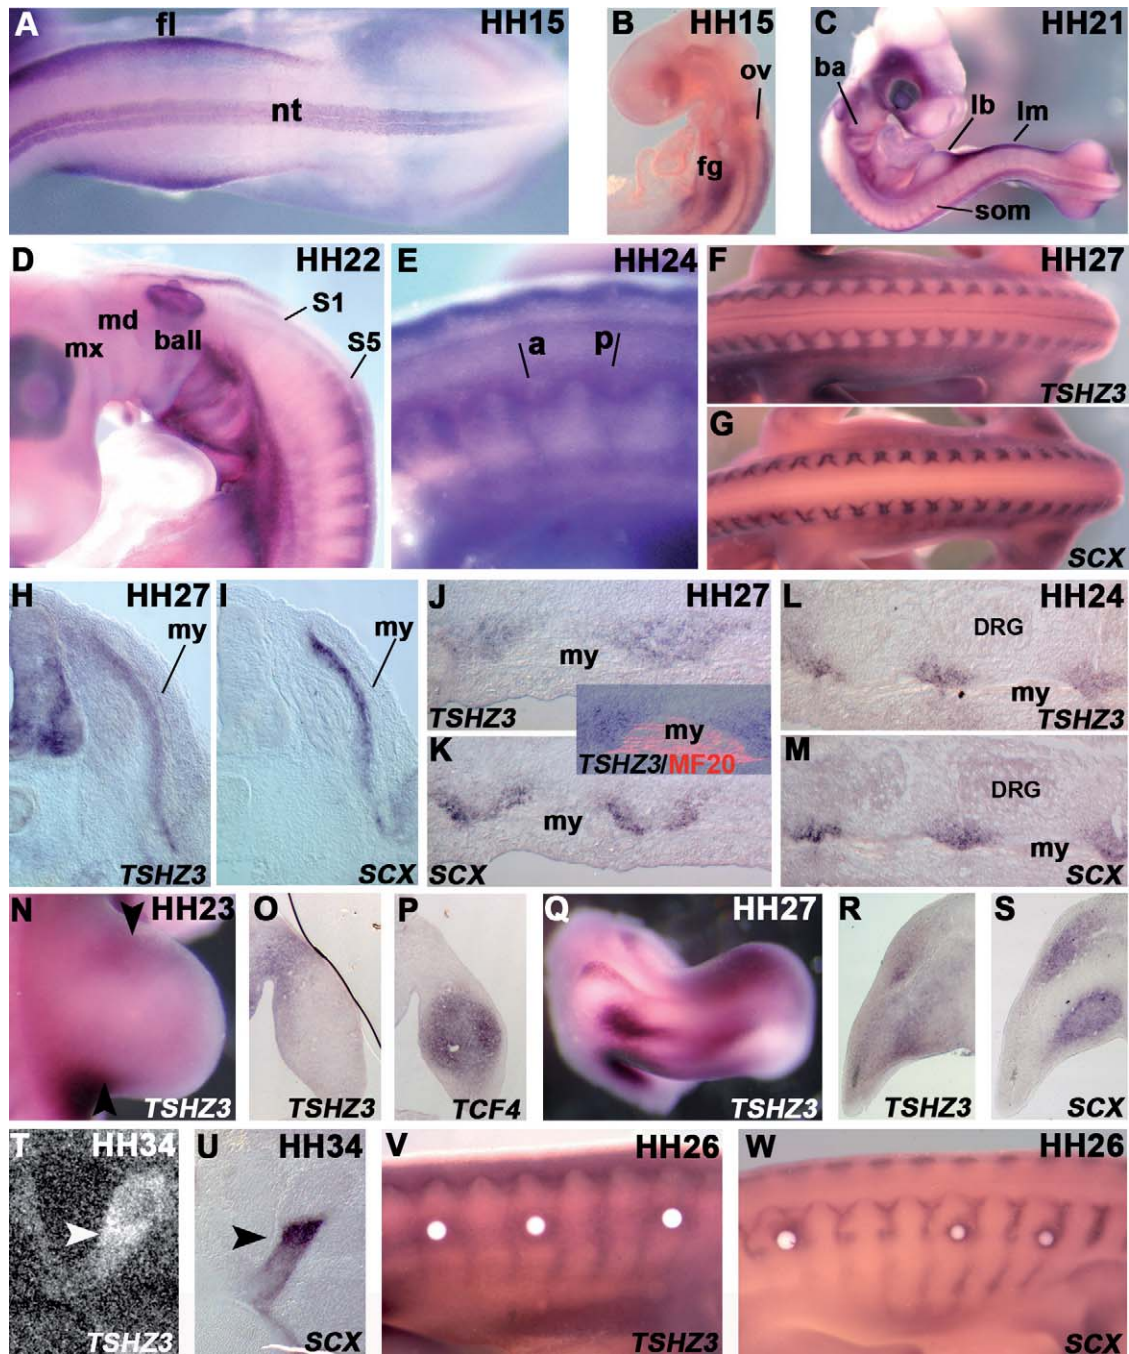 A fl HH15
nt
B HH15
ov
fg
C HH21
ba
lb lm
som
D HH22
S1
md
mx ball
S5
E HH24
a p
F HH27
TSHZ3
G
SCX
H HH27
my
TSHZ3
I
my
SCX
J HH27
my
TSHZ3
my
TSHZ3/MF20
K
my
SCX
L HH24
DRG
my
TSHZ3
M
DRG
my
SCX
N HH23
TSHZ3
O
TSHZ3
P
TCF4
Q HH27
TSHZ3
R
TSHZ3
S
SCX
T HH34
TSHZ3
U HH34
SCX
V HH26
TSHZ3
W HH26
SCX